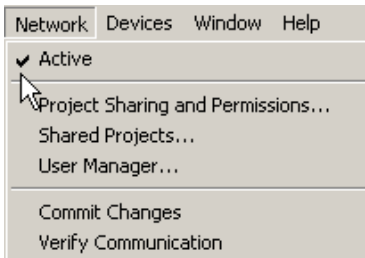 Network Devices Window Help
Active
Project Sharing and Permissions...
Shared Projects...
User Manager...
Commit Changes
Verify Communication